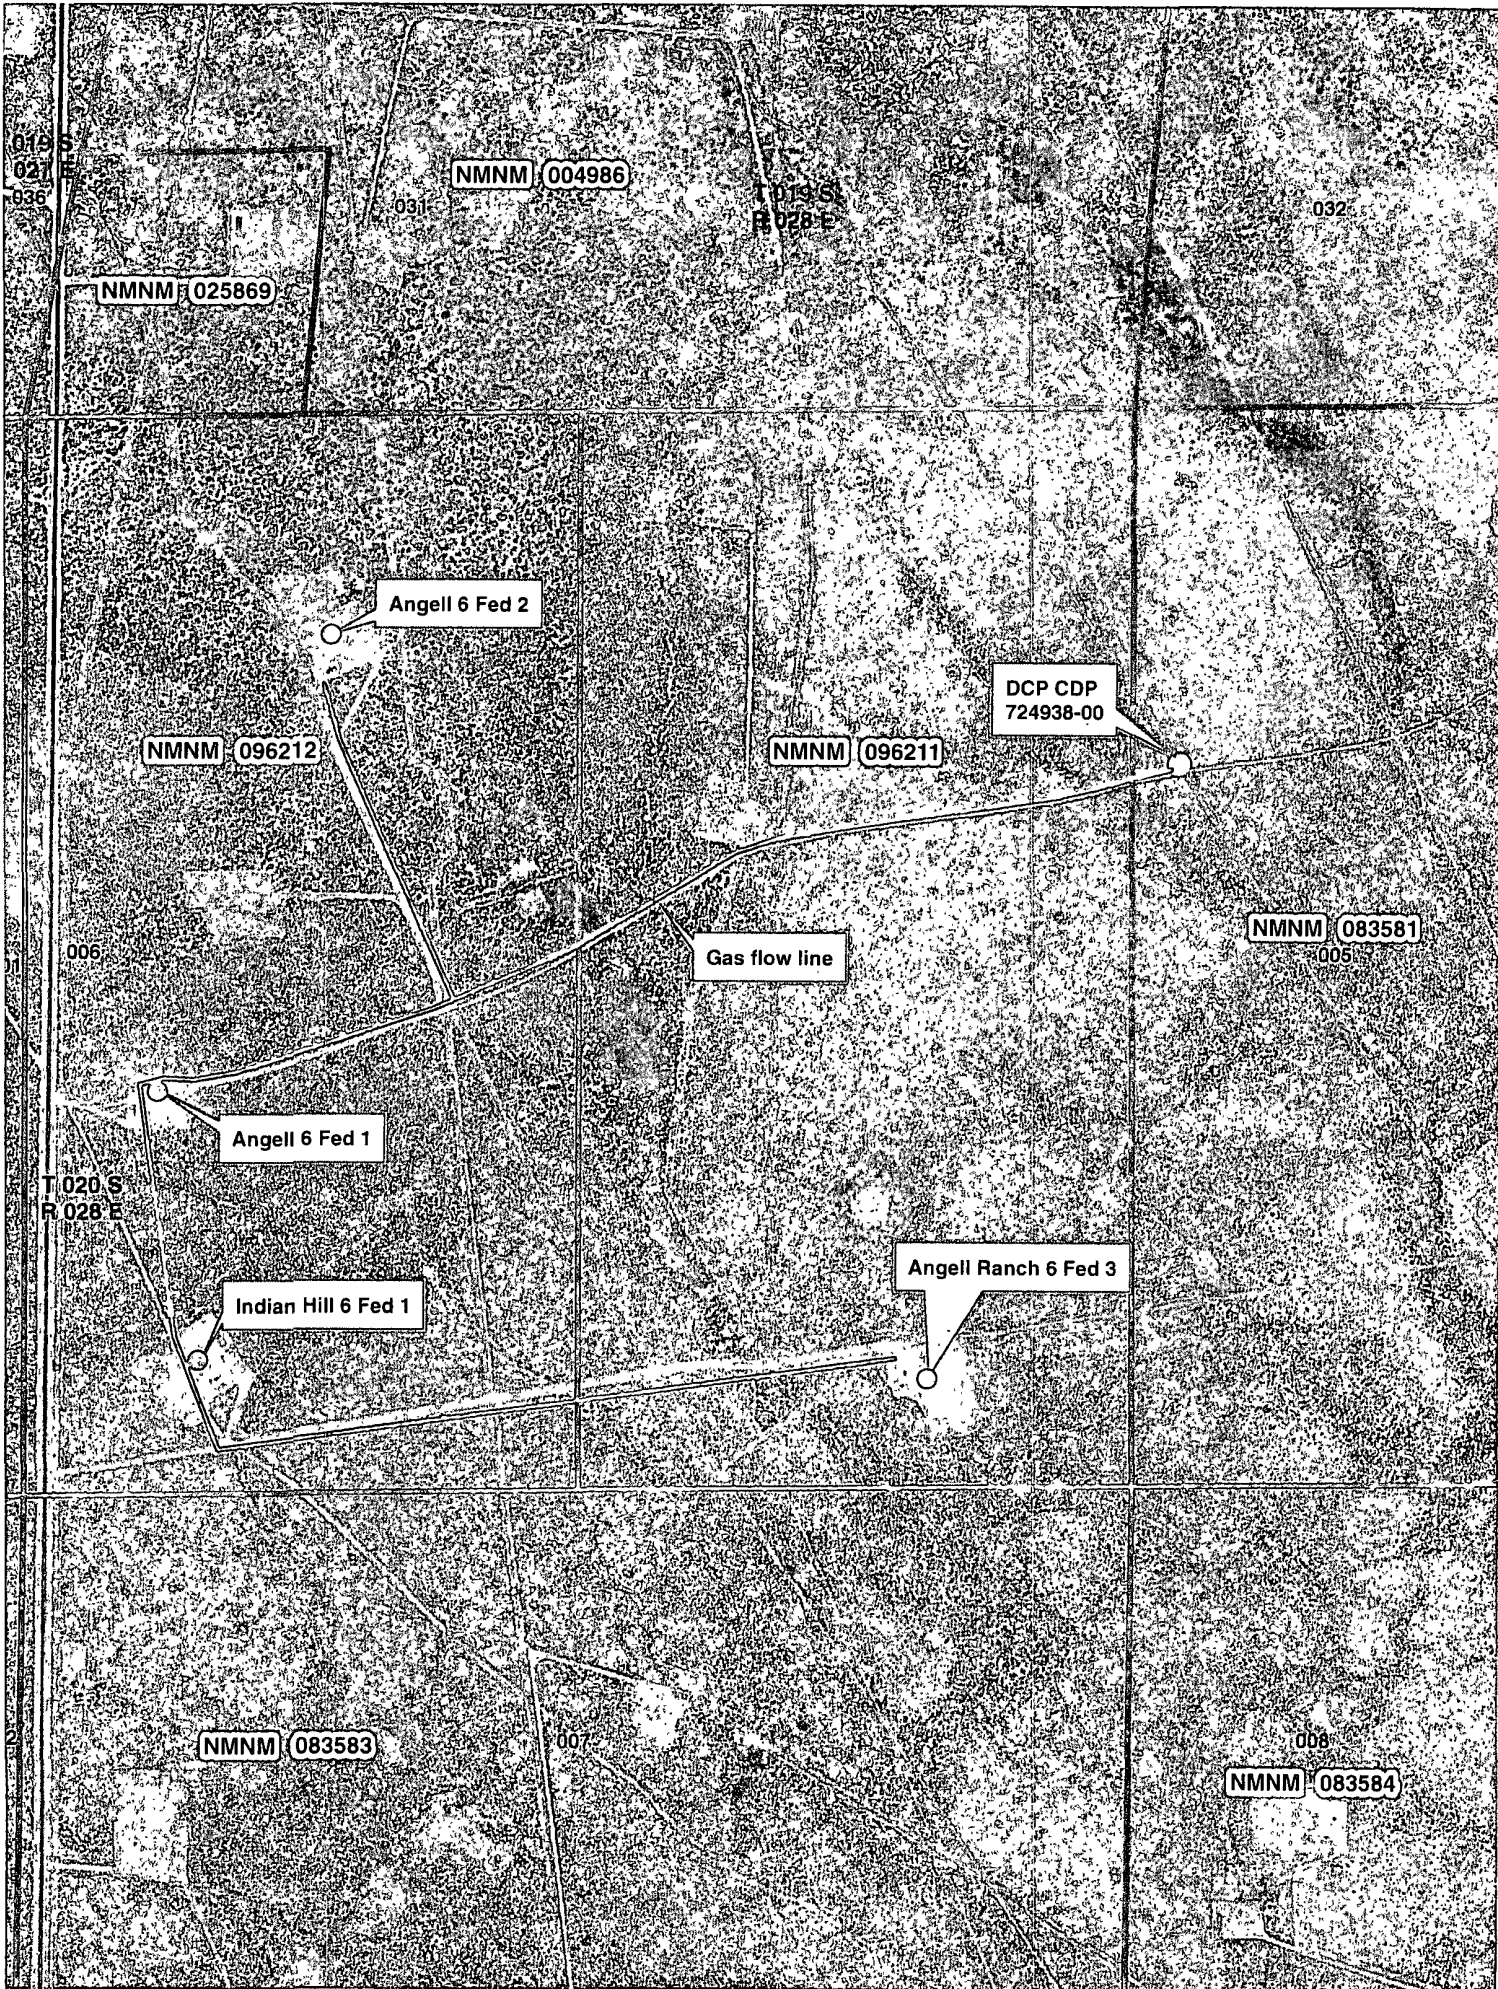 019 S
027 E
036
NMNM 004986
031
T 019 S
R 028 E
032
NMNM 025869
Angell 6 Fed 2
DCP CDP
724938-00
NMNM 096212
NMNM 096211
NMNM 083581
005
006
Gas flow line
Angell 6 Fed 1
T 020 S
R 028 E
Angell Ranch 6 Fed 3
Indian Hill 6 Fed 1
NMNM 083583
007
008
NMNM 083584